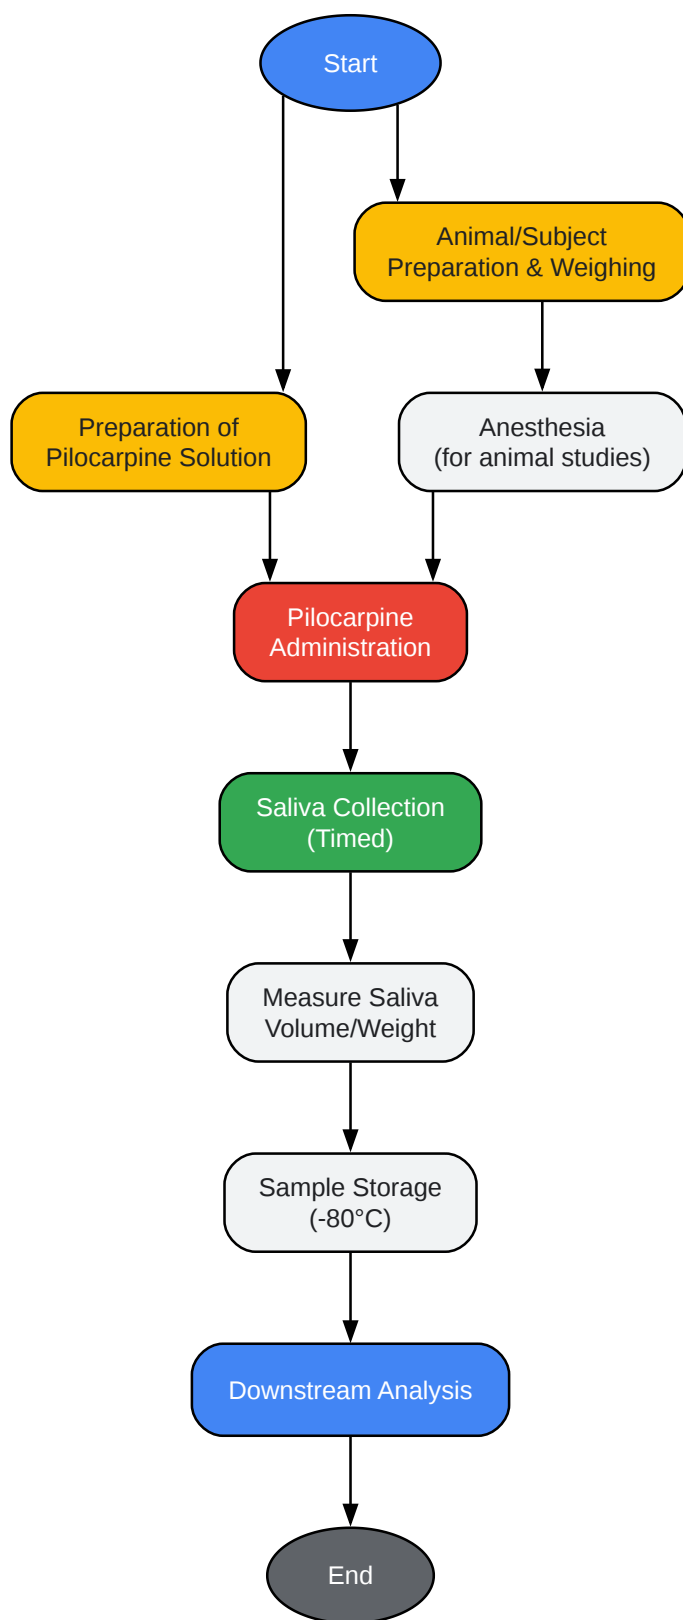 Start
Animal/Subject
Preparation & Weighing
Preparation of
Pilocarpine Solution
Anesthesia
(for animal studies)
Pilocarpine
Administration
Saliva Collection
(Timed)
Measure Saliva
Volume/Weight
Sample Storage
(-80°C)
Downstream Analysis
End